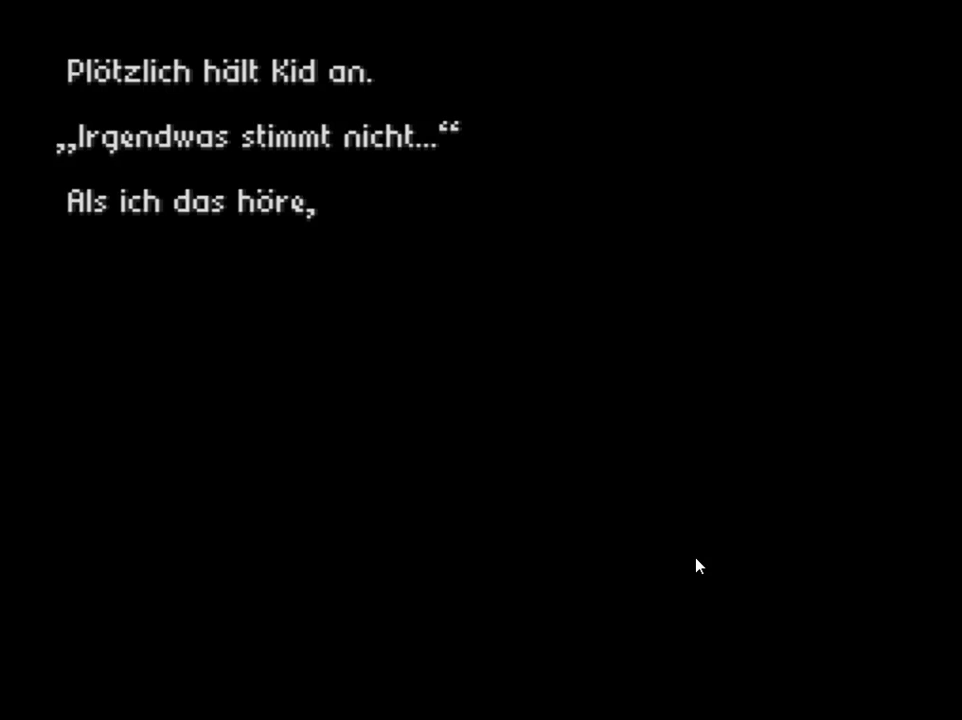 Plötzlich hält Kid an.
„Irgendwas stimmt nicht...“
Als ich das höre,